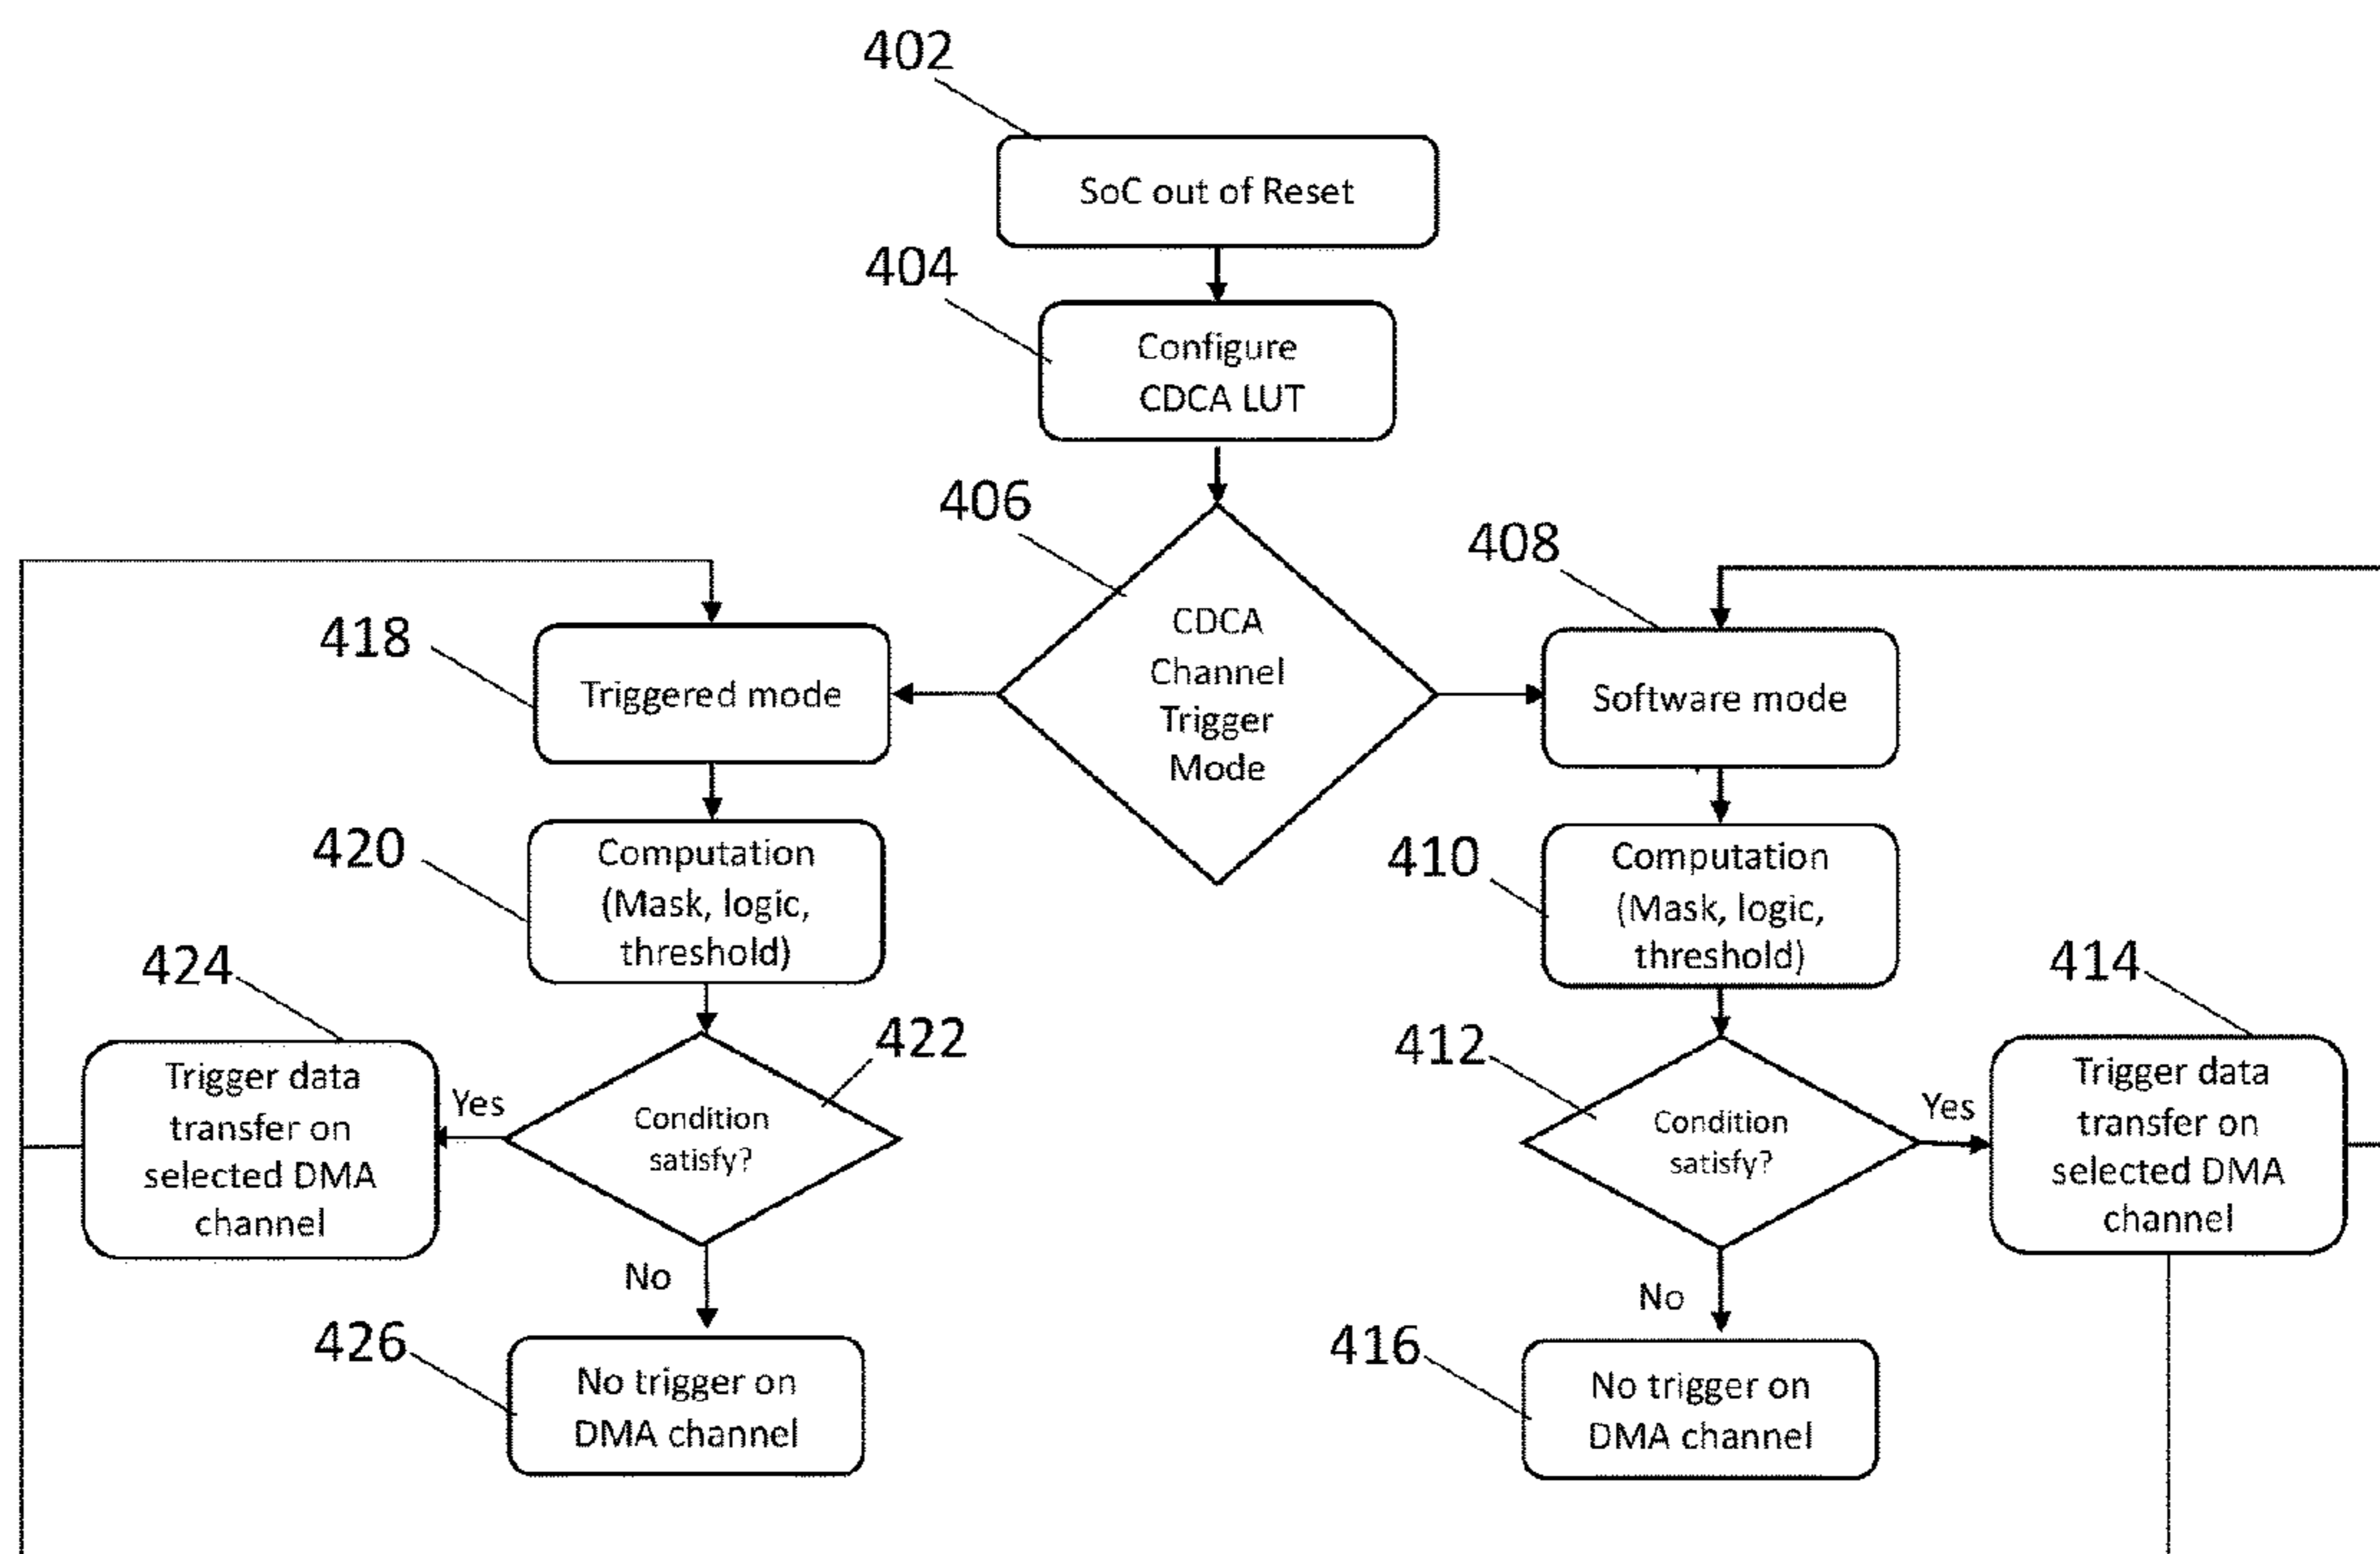 402
SoC out of Reset
404
Configure
CDCA LUT
406
CDCA
Channel
Trigger
Mode
408
Software mode
418
Triggered mode
420
Computation
(Mask, logic,
threshold)
410
Computation
(Mask, logic,
threshold)
424
Trigger data
transfer on
selected DMA
channel
Yes
422
Condition
satisfy?
No
426
No trigger on
DMA channel
412
Condition
satisfy?
Yes
414
Trigger data
transfer on
selected DMA
channel
No
416
No trigger on
DMA channel